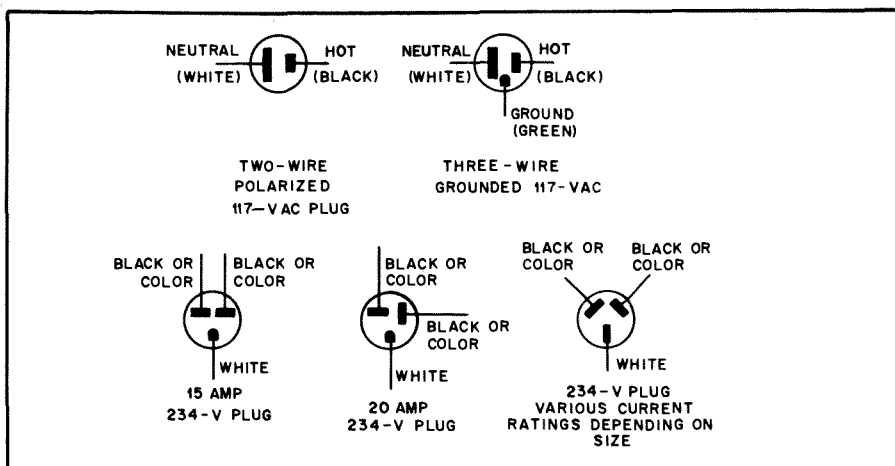 NEUTRAL
(WHITE)
HOT
(BLACK)
NEUTRAL
(WHITE)
HOT
(BLACK)
GROUND
(GREEN)
TWO-WIRE
POLARIZED
117-VAC PLUG
THREE-WIRE
GROUNDED 117-VAC
BLACK OR
COLOR
BLACK OR
COLOR
WHITE
15 AMP
234-V PLUG
BLACK OR
COLOR
BLACK OR
COLOR
WHITE
20 AMP
234-V PLUG
BLACK OR
COLOR
BLACK OR
COLOR
WHITE
234-V PLUG
VARIOUS CURRENT
RATINGS DEPENDING ON
SIZE